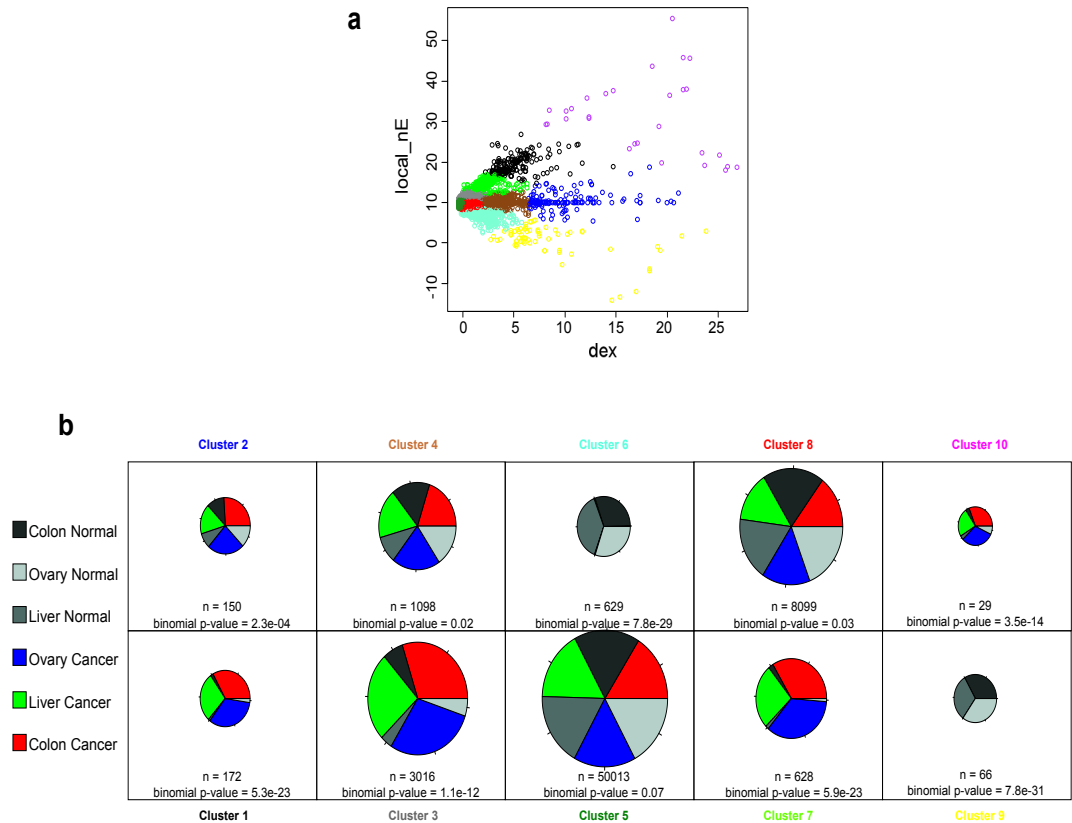 a
local_nE
50
40
30
20
10
0
-10
0 5 10 15 20 25
dex
b
Cluster 2 Cluster 4 Cluster 6 Cluster 8 Cluster 10
Colon Normal
Ovary Normal
Liver Normal
Ovary Cancer
Liver Cancer
Colon Cancer
n = 150 n = 1098 n = 629 n = 8099 n = 29
binomial p-value = 2.3e-04 binomial p-value = 0.02 binomial p-value = 7.8e-29 binomial p-value = 0.03 binomial p-value = 3.5e-14
n = 172 n = 3016 n = 50013 n = 628 n = 66
binomial p-value = 5.3e-23 binomial p-value = 1.1e-12 binomial p-value = 0.07 binomial p-value = 5.9e-23 binomial p-value = 7.8e-31
Cluster 1 Cluster 3 Cluster 5 Cluster 7 Cluster 9